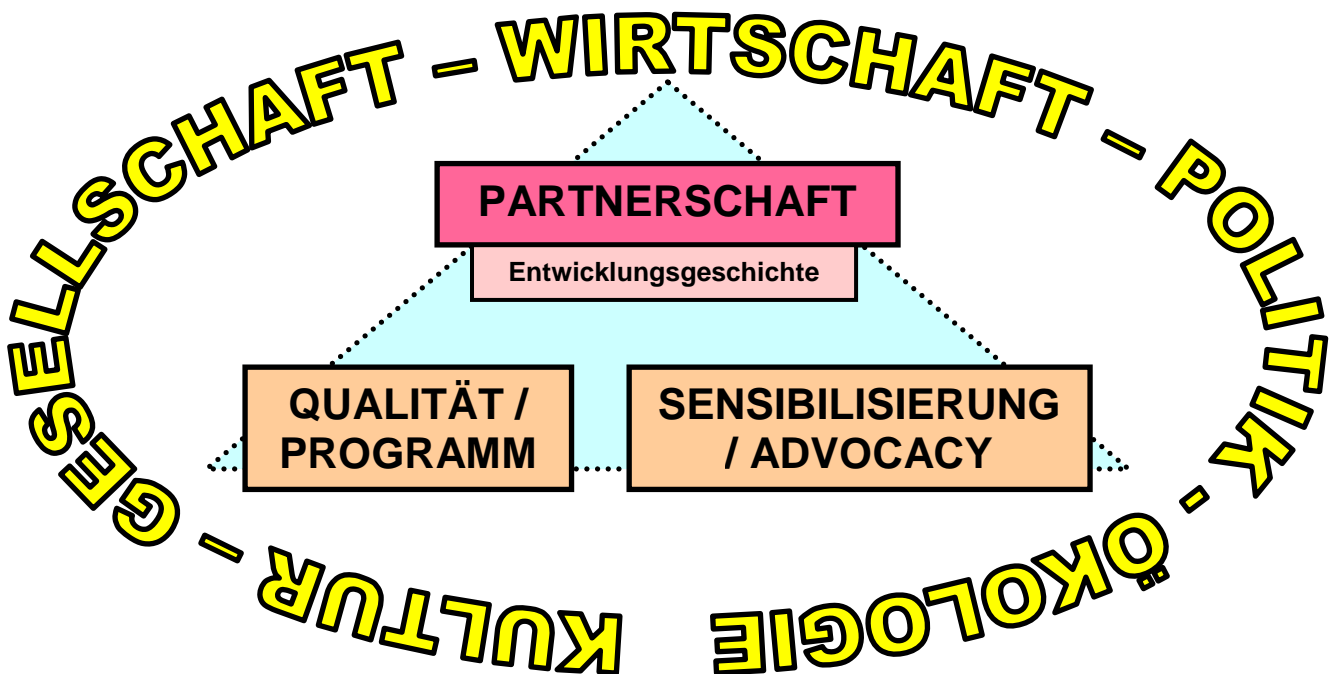 KULTUR – GESELLSCHAFT – WIRTSCHAFT – POLITIK - ÖKOLOGIE
PARTNERSCHAFT
Entwicklungsgeschichte
QUALITÄT /
PROGRAMM
SENSIBILISIERUNG
/ ADVOCACY